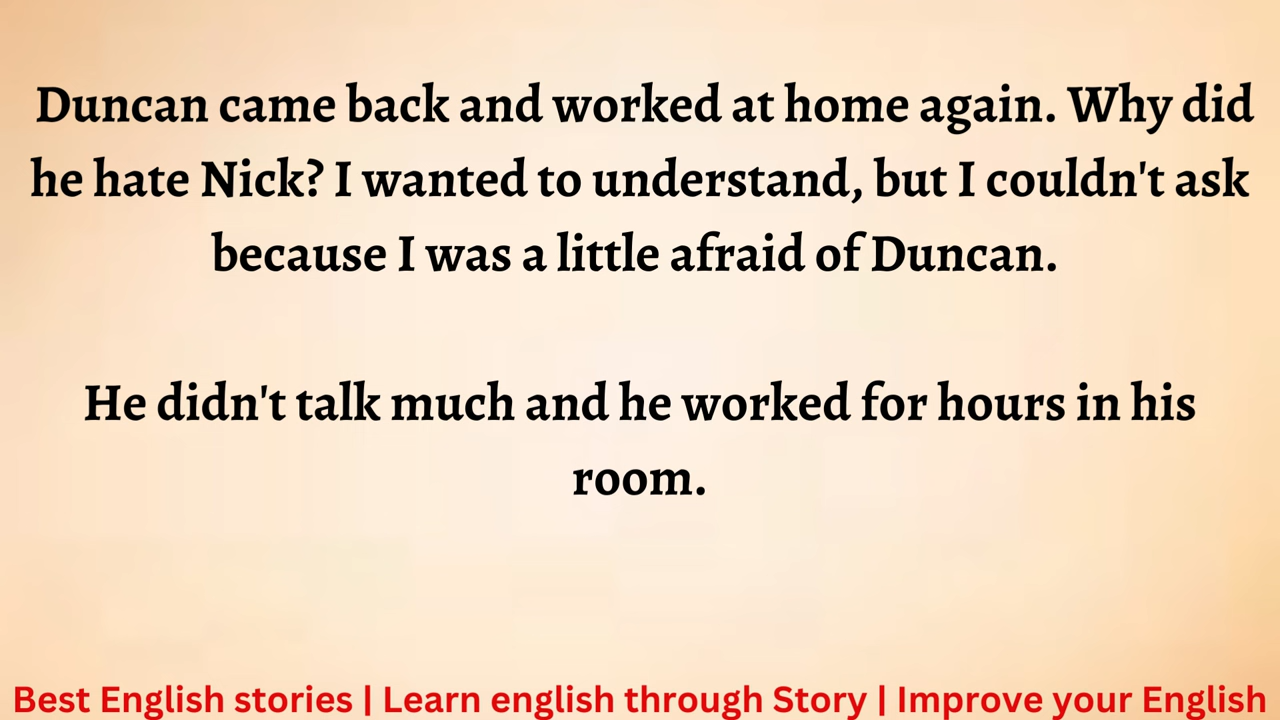 Duncan came back and worked at home again. Why did
he hate Nick? I wanted to understand, but I couldn't ask
because I was a little afraid of Duncan.
He didn't talk much and he worked for hours in his
room.
Best English stories | Learn english through Story | Improve your English